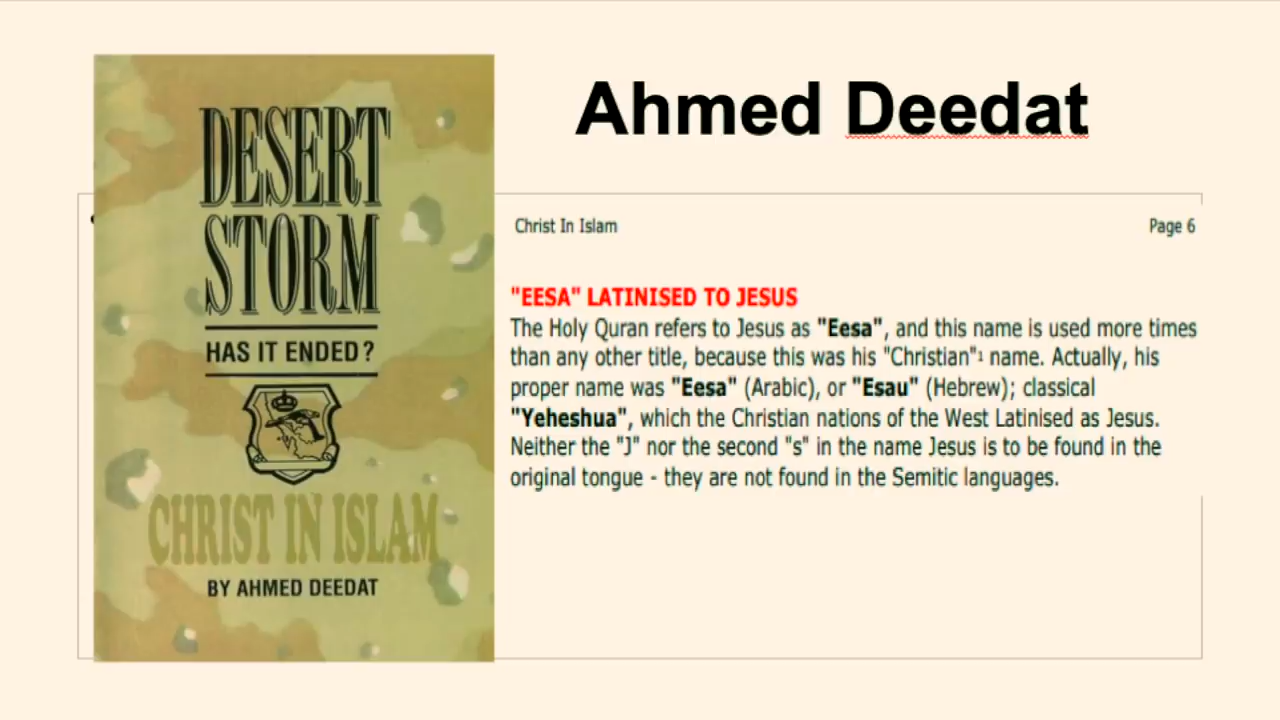 Ahmed Deedat
DESERT
STORM
HAS IT ENDED?
CHRIST IN ISLAM
BY AHMED DEEDAT
Christ In Islam Page 6
"EESA" LATINISED TO JESUS
The Holy Quran refers to Jesus as "Eesa", and this name is used more times
than any other title, because this was his "Christian"¹ name. Actually, his
proper name was "Eesa" (Arabic), or "Esau" (Hebrew); classical
"Yeheshua", which the Christian nations of the West Latinised as Jesus.
Neither the "J" nor the second "s" in the name Jesus is to be found in the
original tongue - they are not found in the Semitic languages.